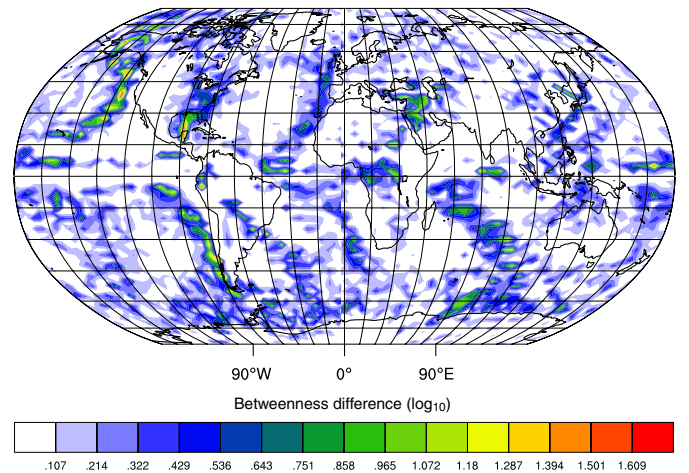 90°W 0° 90°E
Betweenness difference (log₁₀)
.107 .214 .322 .429 .536 .643 .751 .858 .965 1.072 1.18 1.287 1.394 1.501 1.609